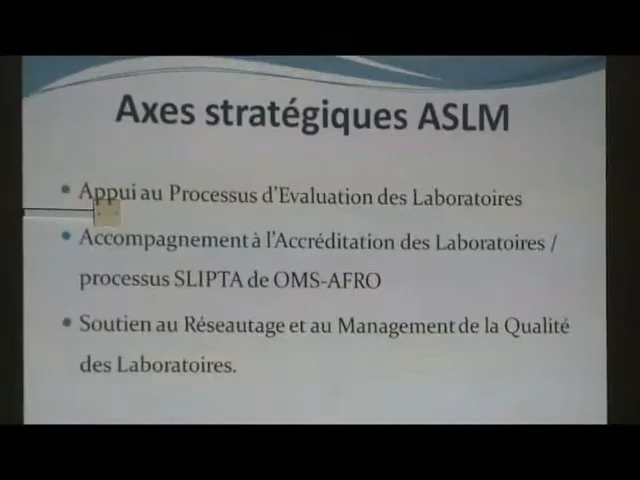 Axes stratégiques ASLM
• Appui au Processus d'Evaluation des Laboratoires
• Accompagnement à l'Accréditation des Laboratoires /
processus SLIPTA de OMS-AFRO
• Soutien au Réseautage et au Management de la Qualité
des Laboratoires.